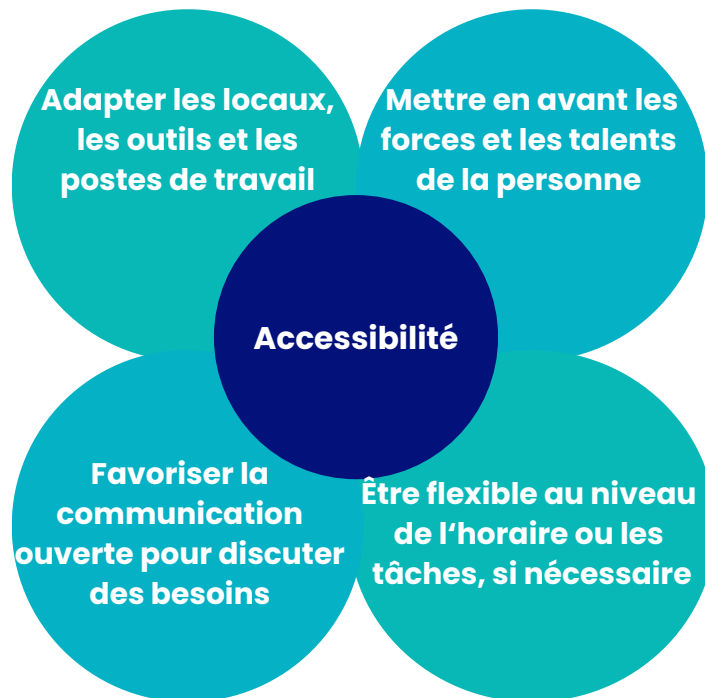 Adapter les locaux,
les outils et les
postes de travail
Mettre en avant les
forces et les talents
de la personne
Accessibilité
Favoriser la
communication
ouverte pour discuter
des besoins
Être flexible au niveau
de l‘horaire ou les
tâches, si nécessaire